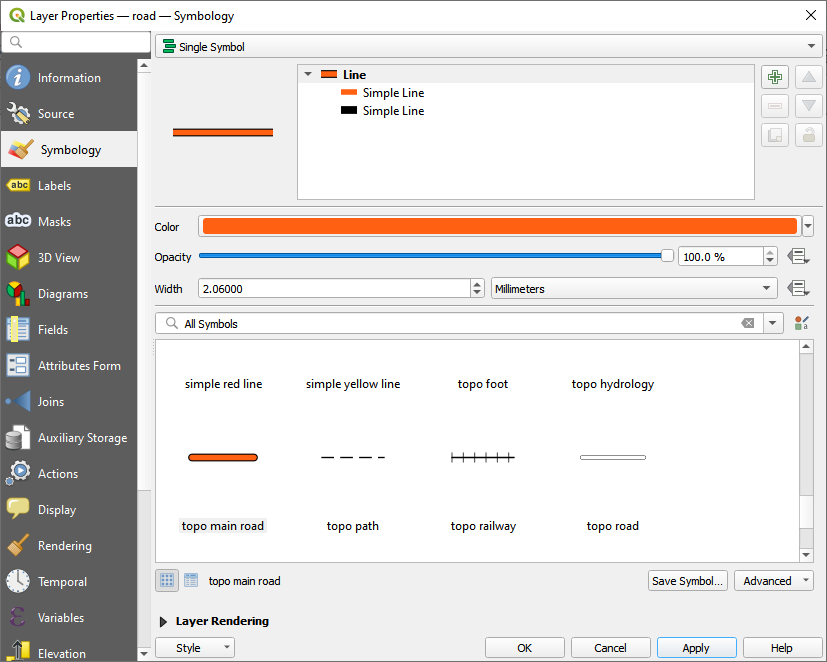 Layer Properties — road — Symbology
Single Symbol
Information
Source
Symbology
abc Labels
abc Masks
3D View
Diagrams
Fields
Attributes Form
Joins
Auxiliary Storage
Actions
Display
Rendering
Temporal
Variables
Elevation
Line
Simple Line
Simple Line
Color
Opacity
100.0 %
Width
2.06000
Millimeters
All Symbols
simple red line
simple yellow line
topo foot
topo hydrology
topo main road
topo path
topo railway
topo road
topo main road
Save Symbol...
Advanced
Layer Rendering
Style
OK
Cancel
Apply
Help